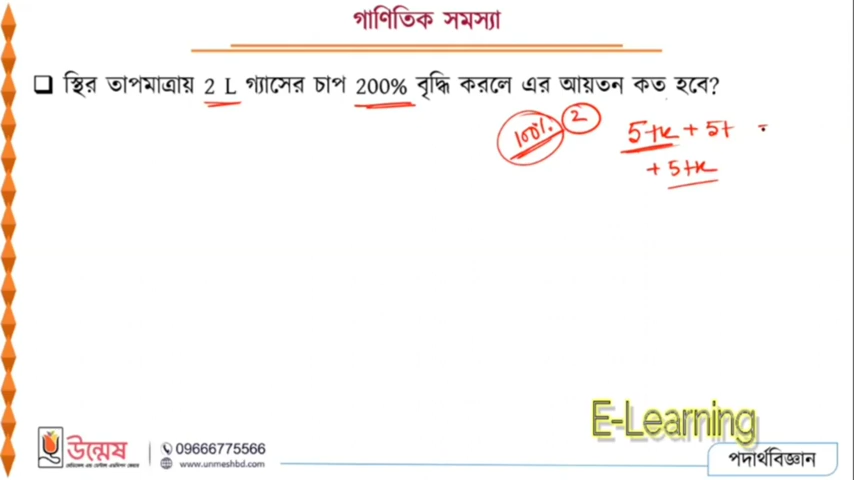 গাণিতিক সমস্যা
স্থির তাপমাত্রায় 2 L গ্যাসের চাপ 200% বৃদ্ধি করলে এর আয়তন কত হবে?
100% 2 5tk + 5t =
+ 5tk
E-Learning
উন্মেষ
09666775566
www.unmeshbd.com
পদার্থবিজ্ঞান